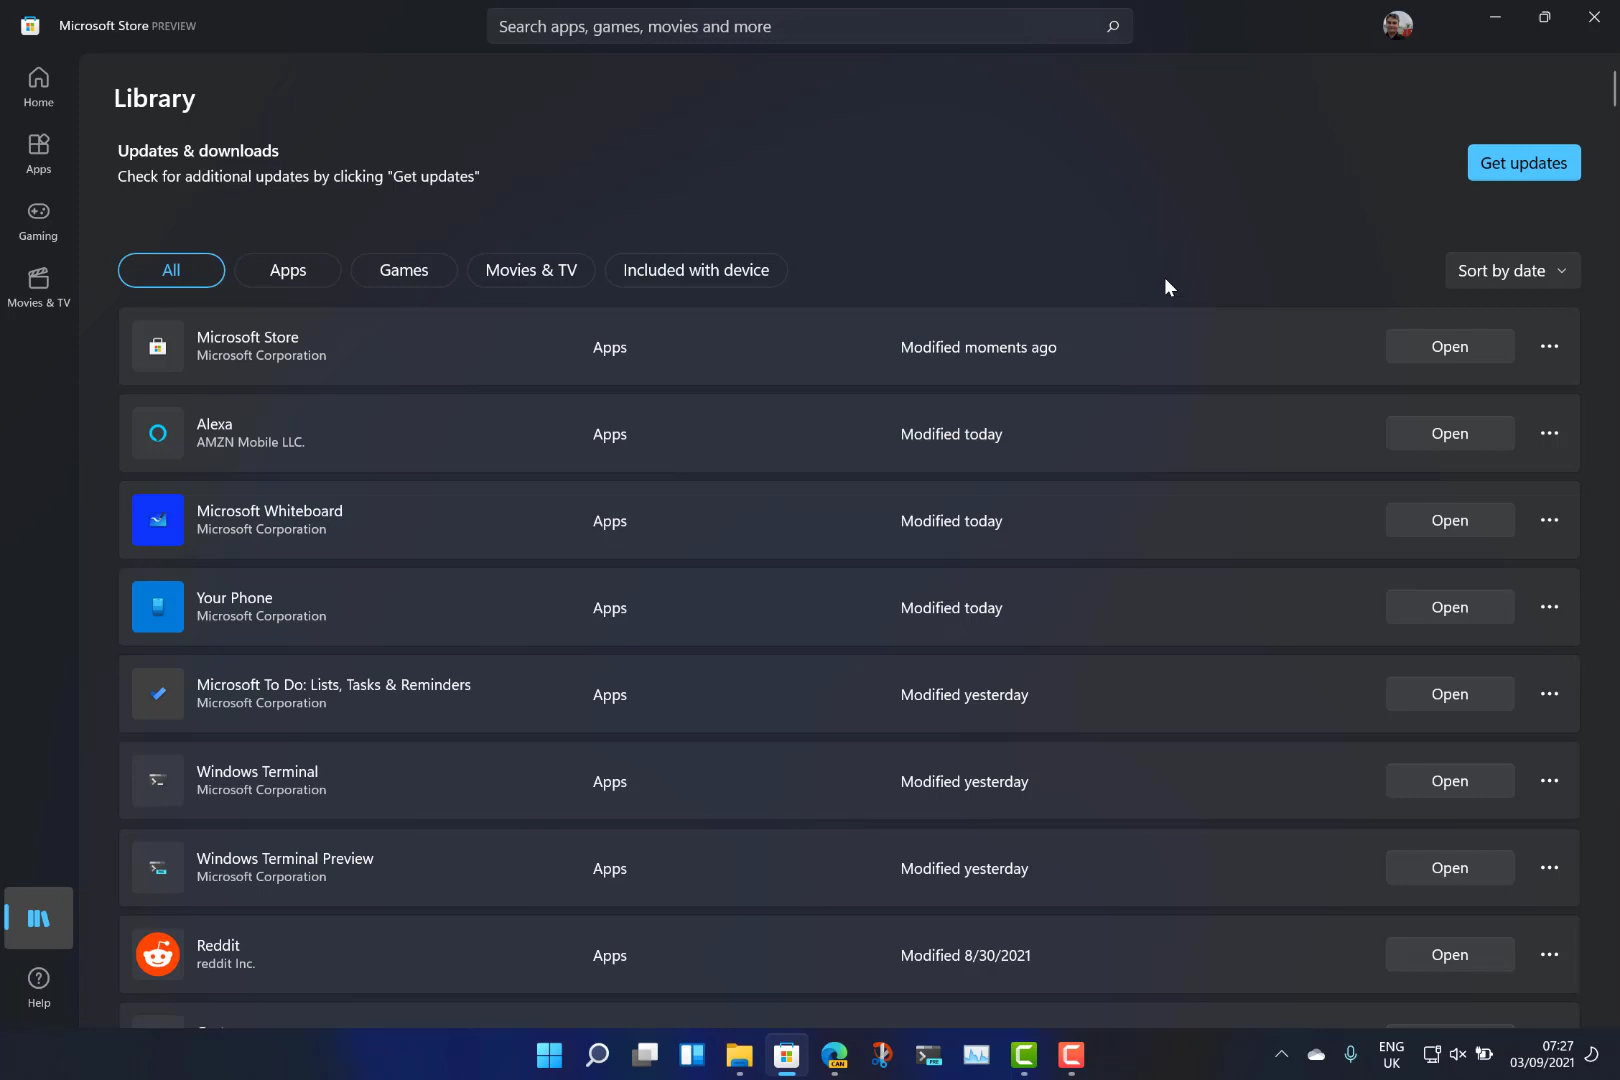 Microsoft Store PREVIEW
Search apps, games, movies and more
Home
Apps
Gaming
Movies & TV
Help
Library
Updates & downloads
Check for additional updates by clicking "Get updates"
Get updates
All Apps Games Movies & TV Included with device
Sort by date
Microsoft Store
Microsoft Corporation
Apps
Modified moments ago
Open
Alexa
AMZN Mobile LLC.
Apps
Modified today
Open
Microsoft Whiteboard
Microsoft Corporation
Apps
Modified today
Open
Your Phone
Microsoft Corporation
Apps
Modified today
Open
Microsoft To Do: Lists, Tasks & Reminders
Microsoft Corporation
Apps
Modified yesterday
Open
Windows Terminal
Microsoft Corporation
Apps
Modified yesterday
Open
Windows Terminal Preview
Microsoft Corporation
Apps
Modified yesterday
Open
Reddit
reddit Inc.
Apps
Modified 8/30/2021
Open
CAN
PRE
ENG
UK
07:27
03/09/2021